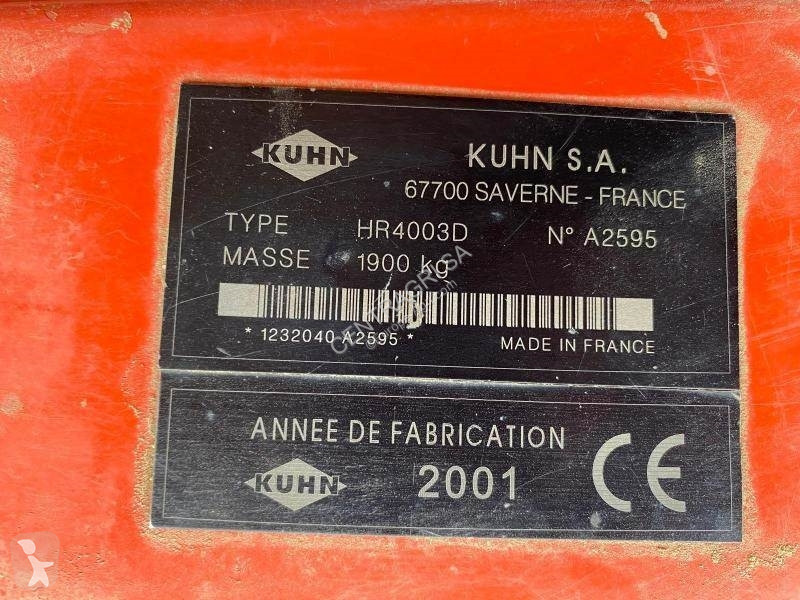 KUHN KUHN S.A.
67700 SAVERNE - FRANCE
TYPE HR4003D N° A2595
MASSE 1900 kg
* 1232040 A2595 * MADE IN FRANCE
ANNEE DE FABRICATION
KUHN 2001 CE